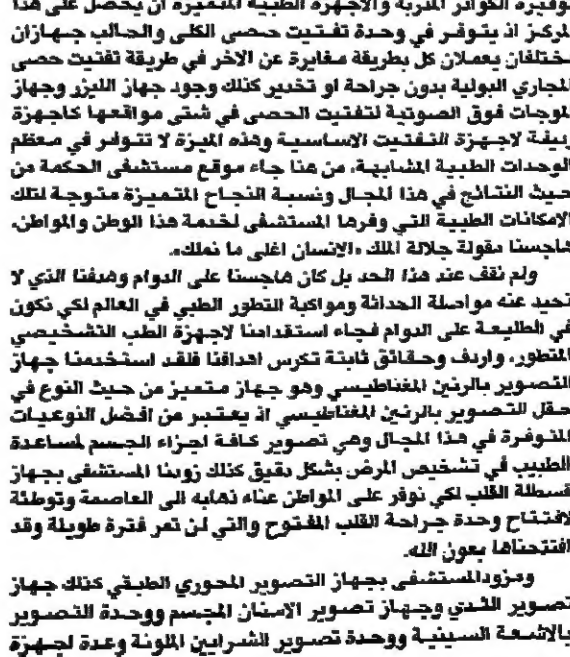 توفيره الكوادر المدربة والاجهزة الطبية المتميزة ان يحصل على هذا
المركز اذ يتوفر في وحدة تفتيت حصى الكلى والحالب جهازان
مختلفان يعملان كل بطريقة مغايرة عن الاخر في طريقة تفتيت حصى
المجاري البولية بدون جراحة او تخدير كذلك وجود جهاز الليزر وجهاز
الموجات فوق الصوتية لتفتيت الحصى في شتى مواقعها كاجهزة
رديفة لاجهزة التفتيت الاساسية وهذه الميزة لا تتوفر في معظم
الوحدات الطبية المشابهة، من هنا جاء موقع مستشفى الحكمة من
حيث النتائج في هذا المجال ونسبة النجاح المتميزة متوجة لتلك
الامكانات الطبية التي وفرها المستشفى لخدمة هذا الوطن والمواطن،
هاجسنا مقولة جلالة الملك «الانسان اغلى ما نملك».
ولم نقف عند هذا الحد بل كان هاجسنا على الدوام وهدفنا الذي لا
نحيد عنه مواصلة الحداثة ومواكبة التطور الطبي في العالم لكي نكون
في الطليعة على الدوام فجاء استقدامنا لاجهزة الطب التشخيصي
المتطور، واردف وحقائق ثابتة تكرس اهدافنا فلقد استخدمنا جهاز
التصوير بالرنين المغناطيسي وهو جهاز متميز من حيث النوع في
حقل التصوير بالرنين المغناطيسي اذ يعتبر من افضل النوعيات
المتوفرة في هذا المجال وهي تصوير كافة اجزاء الجسم لمساعدة
الطبيب في تشخيص المرض بشكل دقيق كذلك زودنا المستشفى بجهاز
قسطلة القلب لكي نوفر على المواطن عناء ذهابه الى العاصمة وتوطئة
لافتتاح وحدة جراحة القلب المفتوح والتي لن تمر فترة طويلة وقد
افتتحناها بعون الله.
ومزودالمستشفى بجهاز التصوير المحوري الطبقي كذلك جهاز
تصوير الثدي وجهاز تصوير الاسنان المجسم ووحدة التصوير
بالاشعة السينية ووحدة تصوير الشرايين الملونة وعدة اجهزة